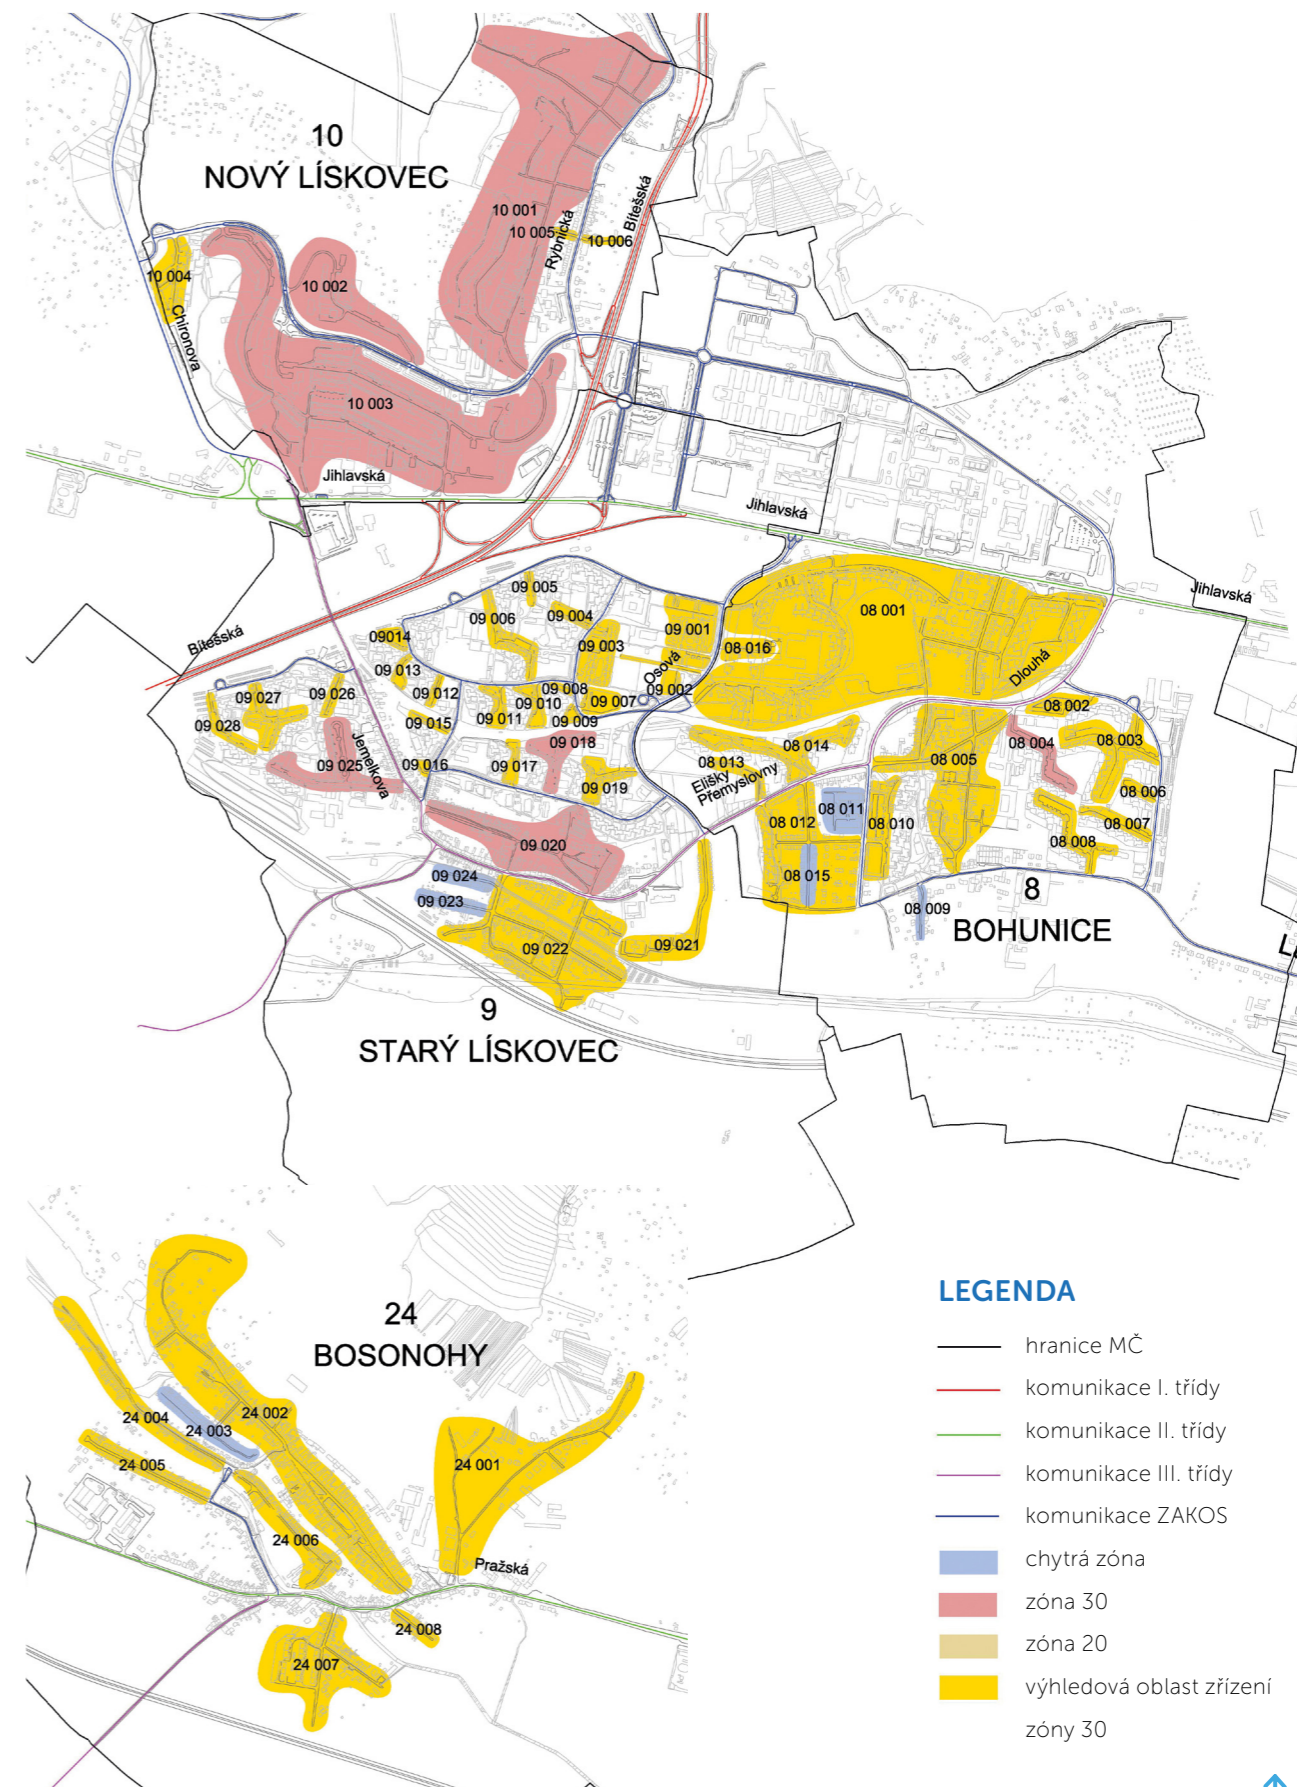 10
NOVÝ LÍSKOVEC
10 001
10 005
Rybnická
10 006
Bítešská
10 004
10 002
Chironova
10 003
Jihlavská
Jihlavská
Jihlavská
Bítešská
09 005
09 006
09 004
09 001
09 003
08 001
08 016
09014
09 013
Osová
09 002
Dlouhá
09 012
09 008
09 010
09 007
09 026
09 027
09 028
09 011
09 009
09 015
09 018
08 002
08 004
08 003
08 014
08 013
08 005
Jemelkova
09 025
09 016
09 017
09 019
Elišky
Přemyslovny
08 006
08 011
08 012
08 010
08 007
08 008
09 020
08 015
09 024
09 023
08 009
8
BOHUNICE
09 021
09 022
9
STARÝ LÍSKOVEC
24
BOSONOHY
24 002
24 004
24 003
24 005
24 001
24 006
Pražská
24 008
24 007
LEGENDA
hranice MČ
komunikace I. třídy
komunikace II. třídy
komunikace III. třídy
komunikace ZAKOS
chytrá zóna
zóna 30
zóna 20
výhledová oblast zřízení
zóny 30